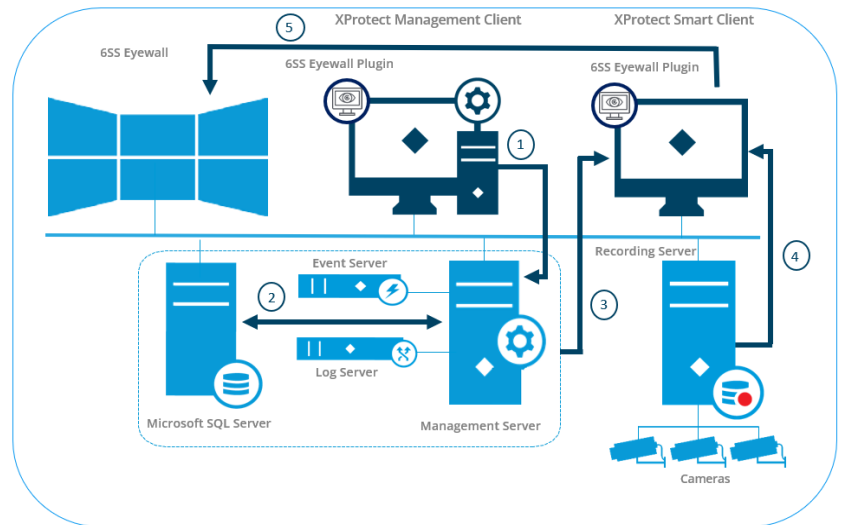 5
XProtect Management Client
XProtect Smart Client
6SS Eyewall
6SS Eyewall Plugin
6SS Eyewall Plugin
1
Recording Server
4
Event Server
2
3
Log Server
Microsoft SQL Server
Management Server
Cameras